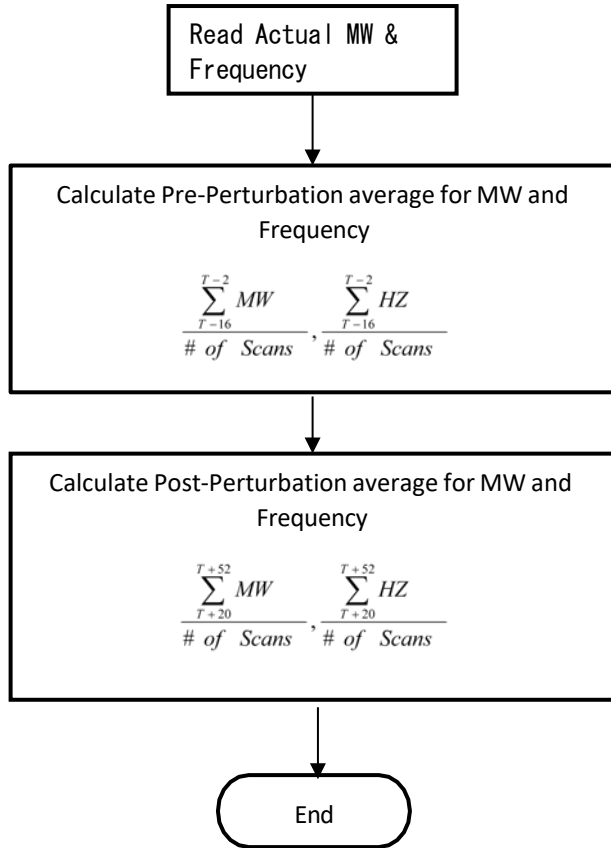 Read Actual MW &
Frequency
Calculate Pre-Perturbation average for MW and
Frequency
T−2 T−2
∑ MW ∑ HZ
T−16 T−16
# of Scans , # of Scans
Calculate Post-Perturbation average for MW and
Frequency
T+52 T+52
∑ MW ∑ HZ
T+20 T+20
# of Scans , # of Scans
End